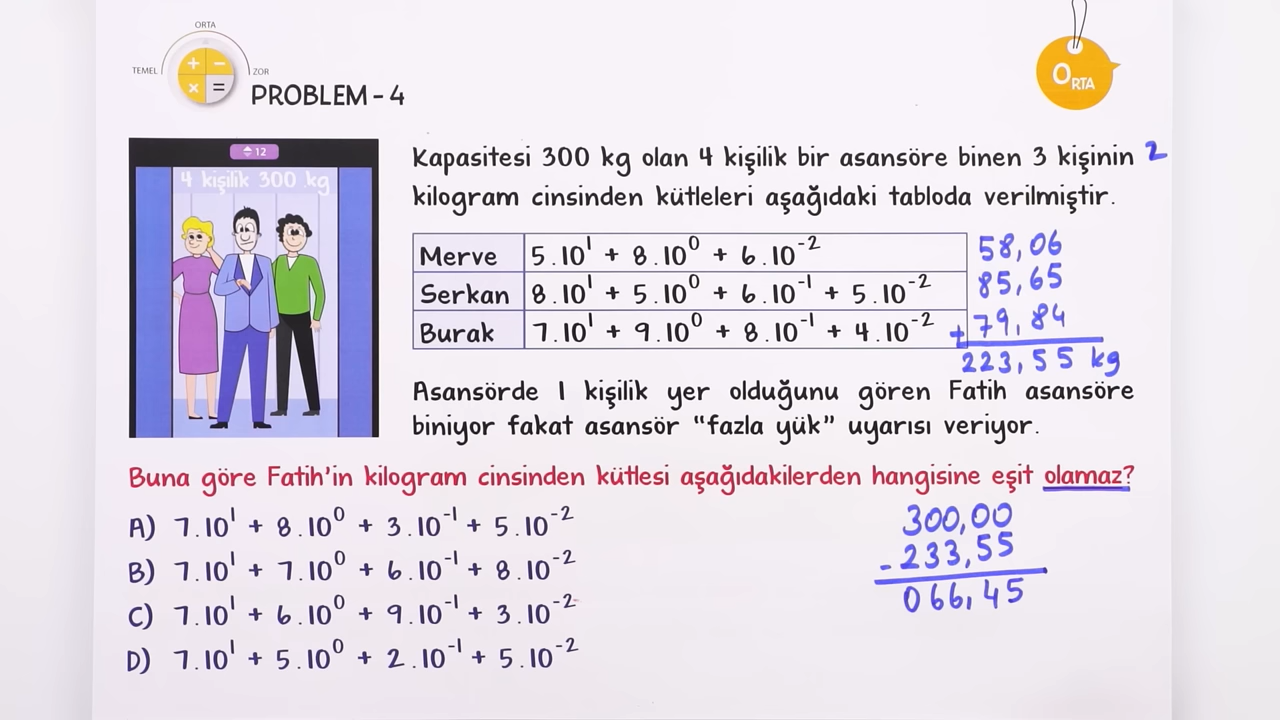 ORTA
TEMEL
ZOR
+ −
× =
PROBLEM - 4
ORTA
12
4 kişilik 300 kg
Kapasitesi 300 kg olan 4 kişilik bir asansöre binen 3 kişinin 2
kilogram cinsinden kütleleri aşağıdaki tabloda verilmiştir.
Merve 5.10¹ + 8.10⁰ + 6.10⁻² 58,06
Serkan 8.10¹ + 5.10⁰ + 6.10⁻¹ + 5.10⁻² 85,65
Burak 7.10¹ + 9.10⁰ + 8.10⁻¹ + 4.10⁻² + 79,84
223,55 kg
Asansörde 1 kişilik yer olduğunu gören Fatih asansöre
biniyor fakat asansör "fazla yük" uyarısı veriyor.
Buna göre Fatih'in kilogram cinsinden kütlesi aşağıdakilerden hangisine eşit olamaz?
A) 7.10¹ + 8.10⁰ + 3.10⁻¹ + 5.10⁻²
B) 7.10¹ + 7.10⁰ + 6.10⁻¹ + 8.10⁻²
C) 7.10¹ + 6.10⁰ + 9.10⁻¹ + 3.10⁻²
D) 7.10¹ + 5.10⁰ + 2.10⁻¹ + 5.10⁻²
300,00
- 233,55
066,45